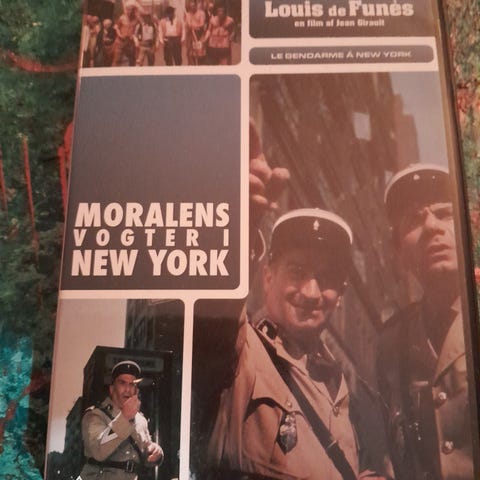 Louis de Funès
en film af Jean Girault
LE GENDARME À NEW YORK
MORALENS
VOGTER I
NEW YORK